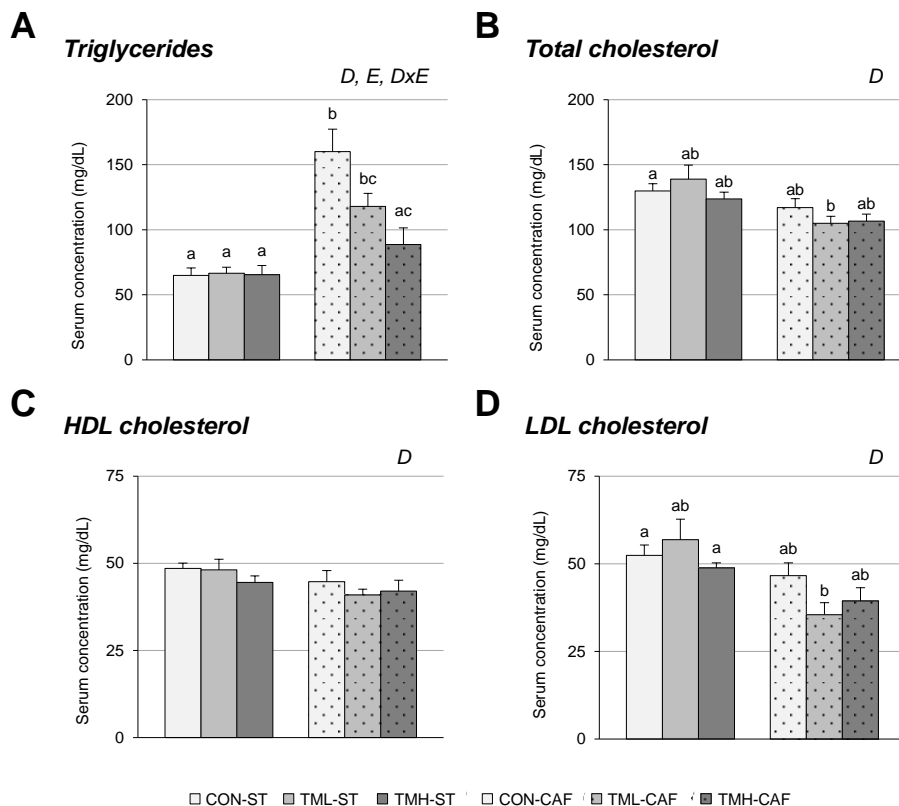 A
Triglycerides
D, E, DxE
Serum concentration (mg/dL)
200
150
100
50
0
a
a
a
b
bc
ac
B
Total cholesterol
D
Serum concentration (mg/dL)
200
150
100
50
0
a
ab
ab
ab
b
ab
C
HDL cholesterol
D
Serum concentration (mg/dL)
75
50
25
0
D
LDL cholesterol
D
Serum concentration (mg/dL)
75
50
25
0
a
ab
a
ab
b
ab
CON-ST TML-ST TMH-ST CON-CAF TML-CAF TMH-CAF